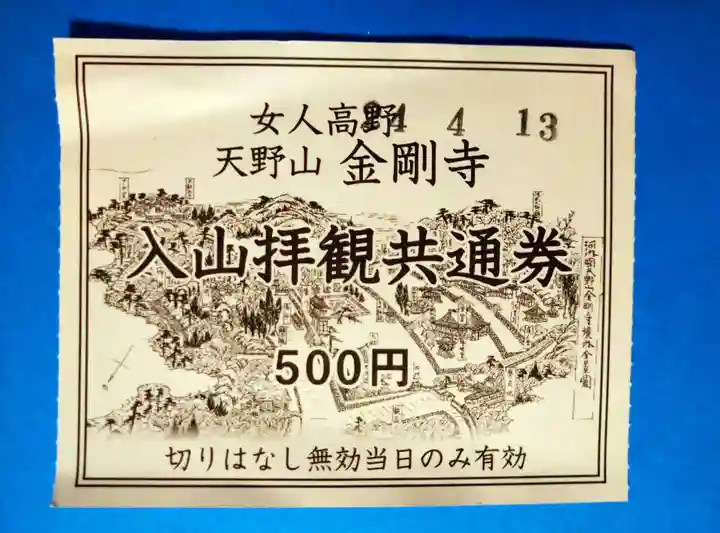 女人高野 24 4 13
天野山 金剛寺
入山拝観共通券
500円
切りはなし無効当日のみ有効